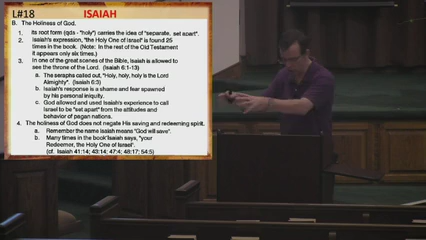 L#18 ISAIAH
B. The Holiness of God.
1. Its root form (qds - "holy") carries the idea of "separate, set apart".
2. Isaiah's expression, "the Holy One of Israel" is found 25
times in the book. (Note: In the rest of the Old Testament
it appears only six times.)
3. In one of the great scenes of the Bible, Isaiah is allowed to
see the throne of the Lord. (Isaiah 6:1-13)
a. The seraphs called out, "Holy, holy, holy is the Lord
Almighty". (Isaiah 6:3)
b. Isaiah's response is a shame and fear spawned
by his personal iniquity.
c. God allowed and used Isaiah's experience to call
Israel to be "set apart" from the attitudes and
behavior of pagan nations.
4. The holiness of God does not negate His saving and redeeming spirit.
a. Remember the name Isaiah means "God will save".
b. Many times in the book Isaiah says, "your
Redeemer, the Holy One of Israel".
(cf. Isaiah 41:14; 43:14; 47:4; 48:17; 54:5)